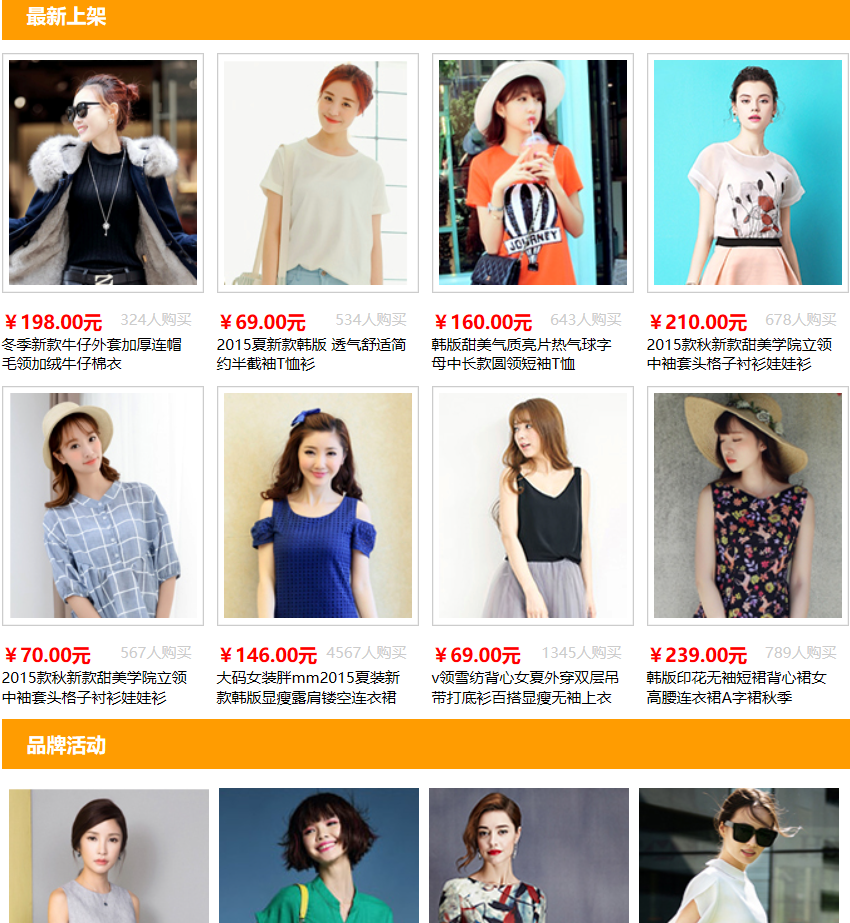 最新上架
￥198.00元 324人购买
冬季新款牛仔外套加厚连帽
毛领加绒牛仔棉衣
￥69.00元 534人购买
2015夏新款韩版 透气舒适简
约半截袖T恤衫
JOURNEY
￥160.00元 643人购买
韩版甜美气质亮片热气球字
母中长款圆领短袖T恤
￥210.00元 678人购买
2015款秋新款甜美学院立领
中袖套头格子衬衫娃娃衫
￥70.00元 567人购买
2015款秋新款甜美学院立领
中袖套头格子衬衫娃娃衫
￥146.00元 4567人购买
大码女装胖mm2015夏装新
款韩版显瘦露肩镂空连衣裙
￥69.00元 1345人购买
v领雪纺背心女夏外穿双层吊
带打底衫百搭显瘦无袖上衣
￥239.00元 789人购买
韩版印花无袖短裙背心裙女
高腰连衣裙A字裙秋季
品牌活动